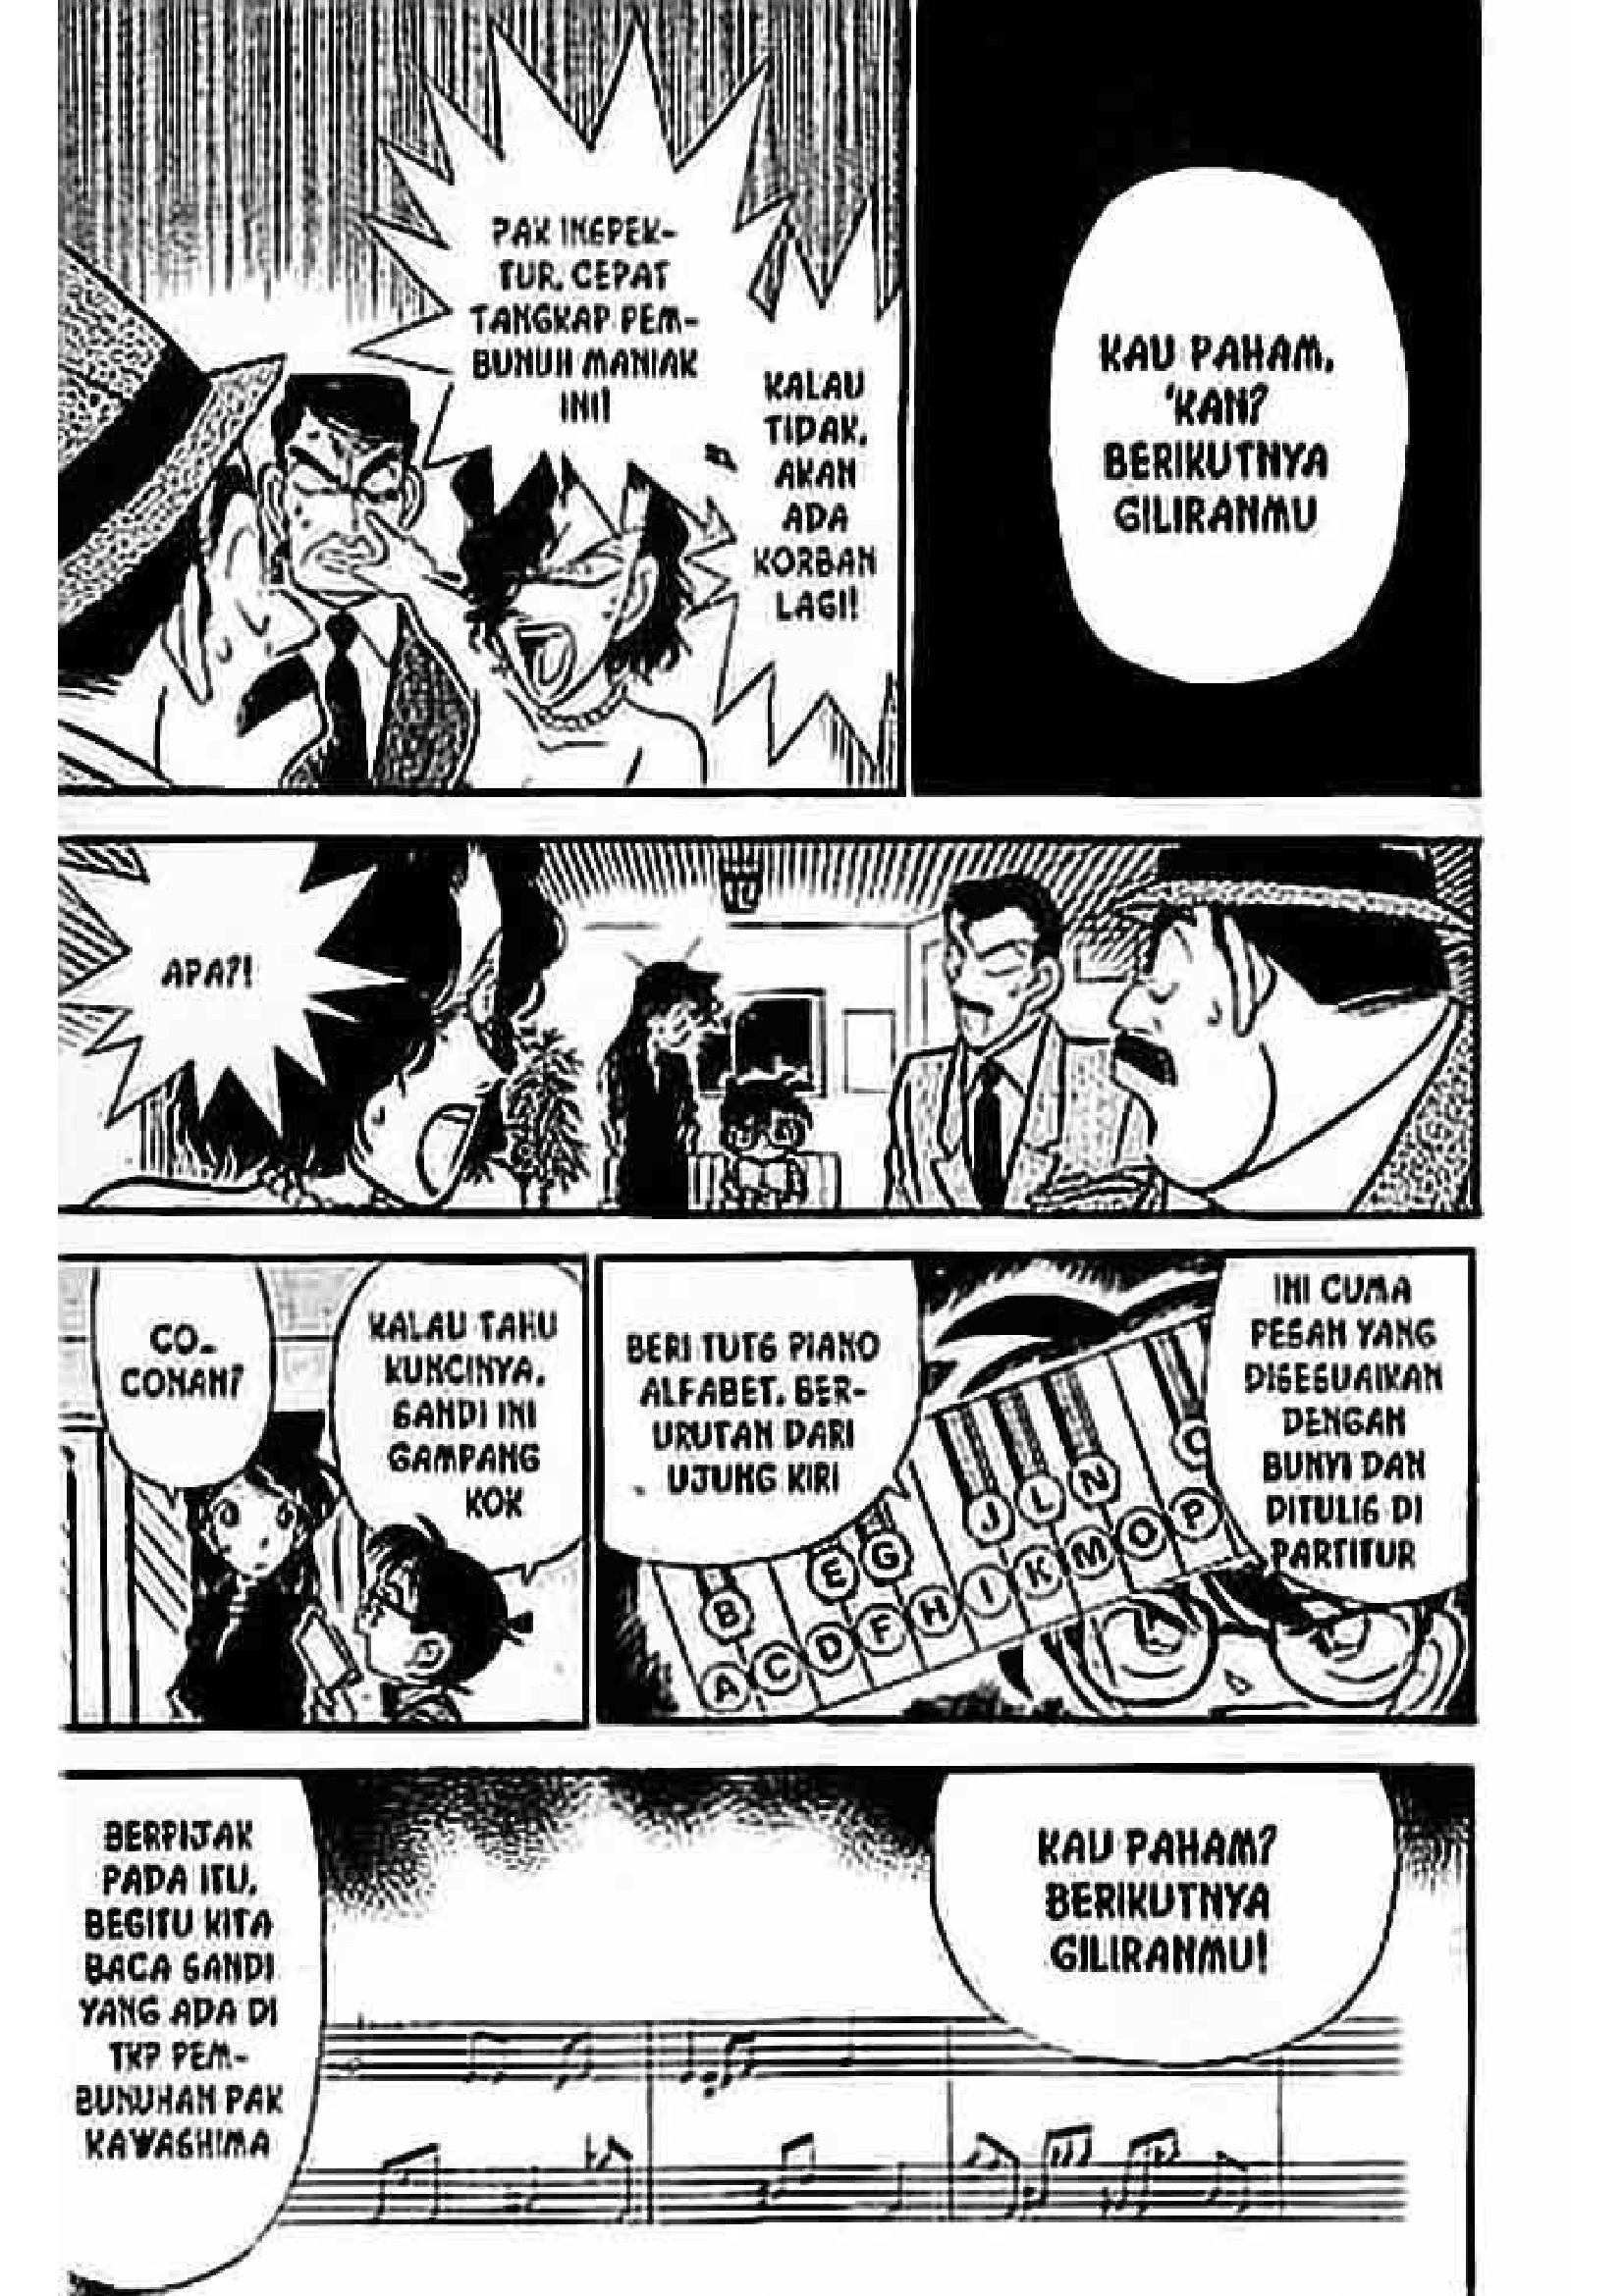 KAU PAHAM,
'KAN?
BERIKUTNYA
GILIRANMU
PAK INSPEK-
TUR, CEPAT
TANGKAP PEM-
BUNUH MANIAK
INI!
KALAU
TIDAK,
AKAN
ADA
KORBAN
LAGI!
APA?!
INI CUMA
PESAN YANG
DISESUAIKAN
DENGAN
BUNYI DAN
DITULIS DI
PARTITUR
BERI TUTS PIANO
ALFABET, BER-
URUTAN DARI
UJUNG KIRI
B E G J L N
A C D F H I K M O P
KALAU TAHU
KUNCINYA,
SANDI INI
GAMPANG
KOK
CO..
CONAN?
KAU PAHAM?
BERIKUTNYA
GILIRANMU!
BERPIJAK
PADA ITU,
BEGITU KITA
BACA SANDI
YANG ADA DI
TKP PEM-
BUNUHAN PAK
KAWASHIMA